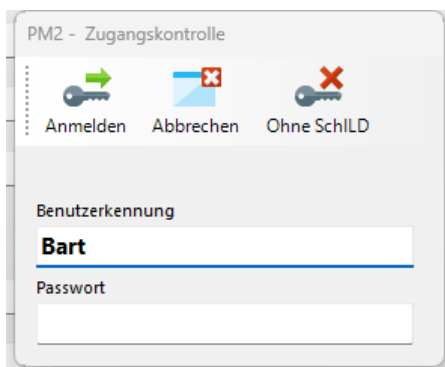 PM2 - Zugangskontrolle
Anmelden Abbrechen Ohne SchILD
Benutzerkennung
Bart
Passwort